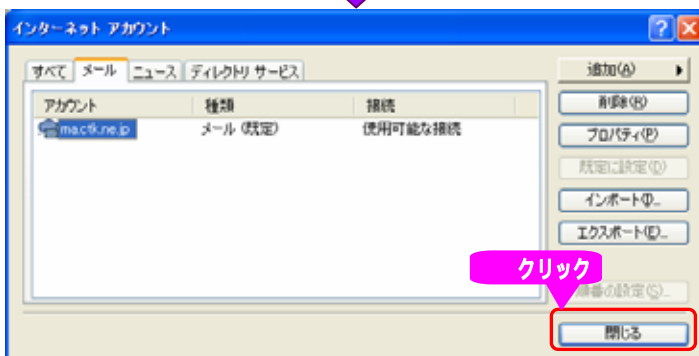 インターネット アカウント
すべて メール ニュース ディレクトリ サービス
追加(A)
アカウント 種類 接続
削除(R)
ma.ctk.ne.jp メール (既定) 使用可能な接続
プロパティ(P)
既定に設定(D)
インポート(I)...
エクスポート(E)...
クリック
順番の設定(S)...
閉じる